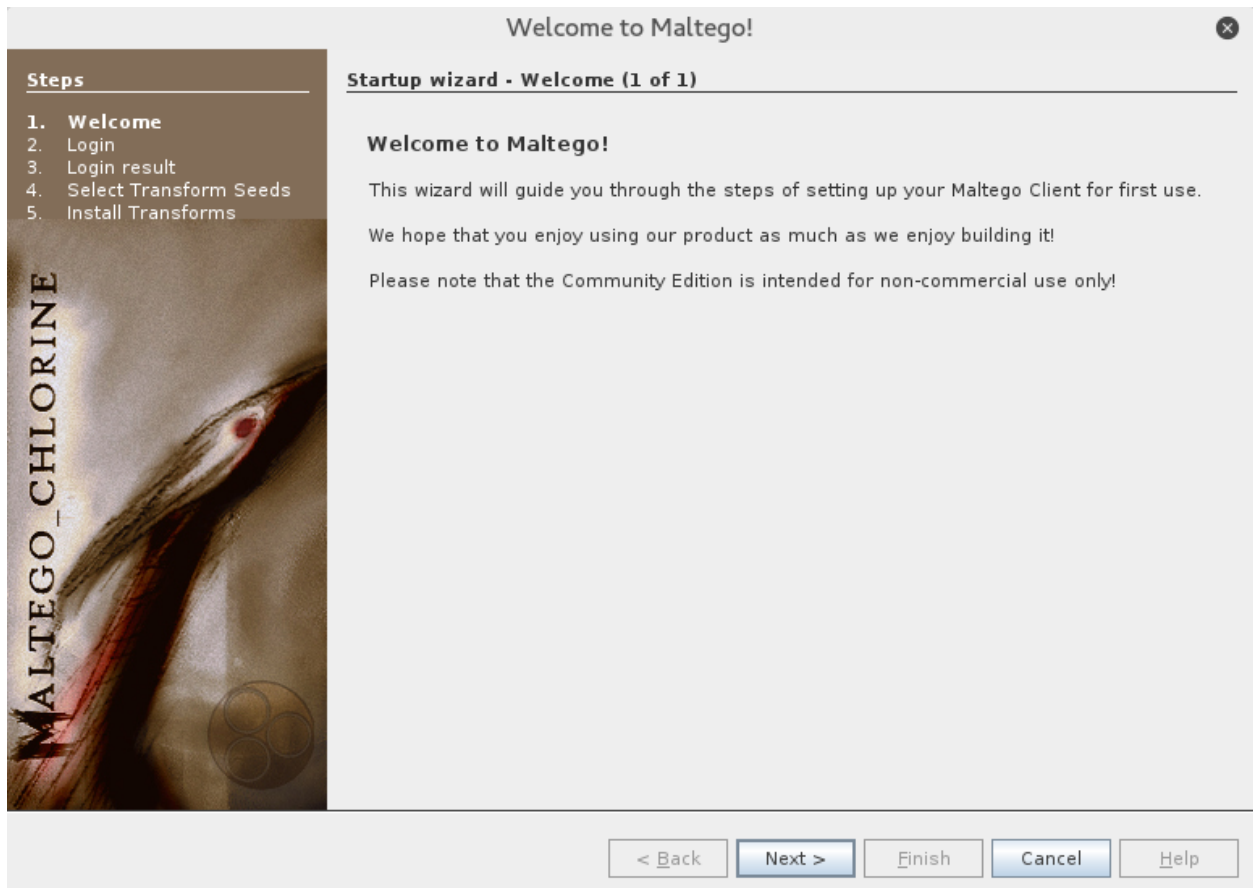 Welcome to Maltego!
Steps
1. Welcome
2. Login
3. Login result
4. Select Transform Seeds
5. Install Transforms
MALTEGO_CHLORINE
Startup wizard - Welcome (1 of 1)
Welcome to Maltego!
This wizard will guide you through the steps of setting up your Maltego Client for first use.
We hope that you enjoy using our product as much as we enjoy building it!
Please note that the Community Edition is intended for non-commercial use only!
< Back Next > Finish Cancel Help